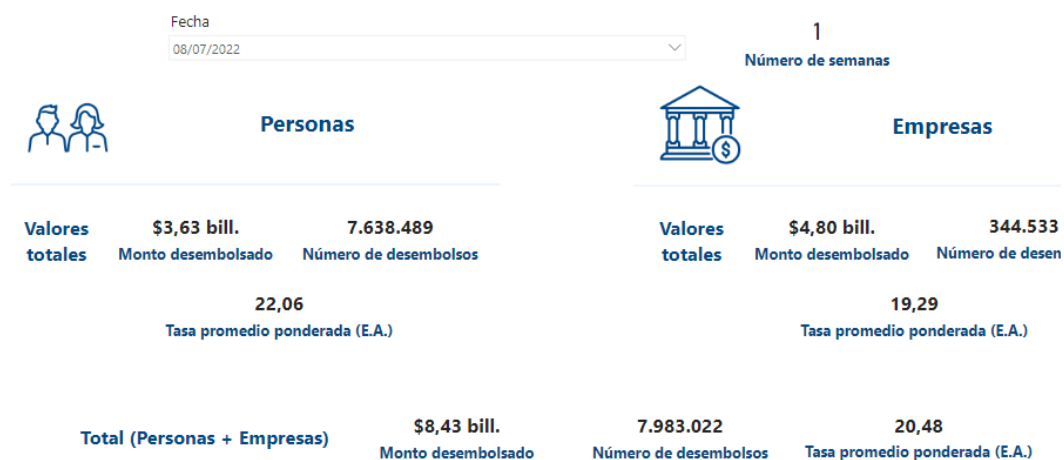 Fecha
08/07/2022
1
Número de semanas
Personas
Empresas
Valores totales
$3,63 bill.
Monto desembolsado
7.638.489
Número de desembolsos
22,06
Tasa promedio ponderada (E.A.)
Valores totales
$4,80 bill.
Monto desembolsado
344.533
Número de desem
19,29
Tasa promedio ponderada (E.A.)
Total (Personas + Empresas)
$8,43 bill.
Monto desembolsado
7.983.022
Número de desembolsos
20,48
Tasa promedio ponderada (E.A.)